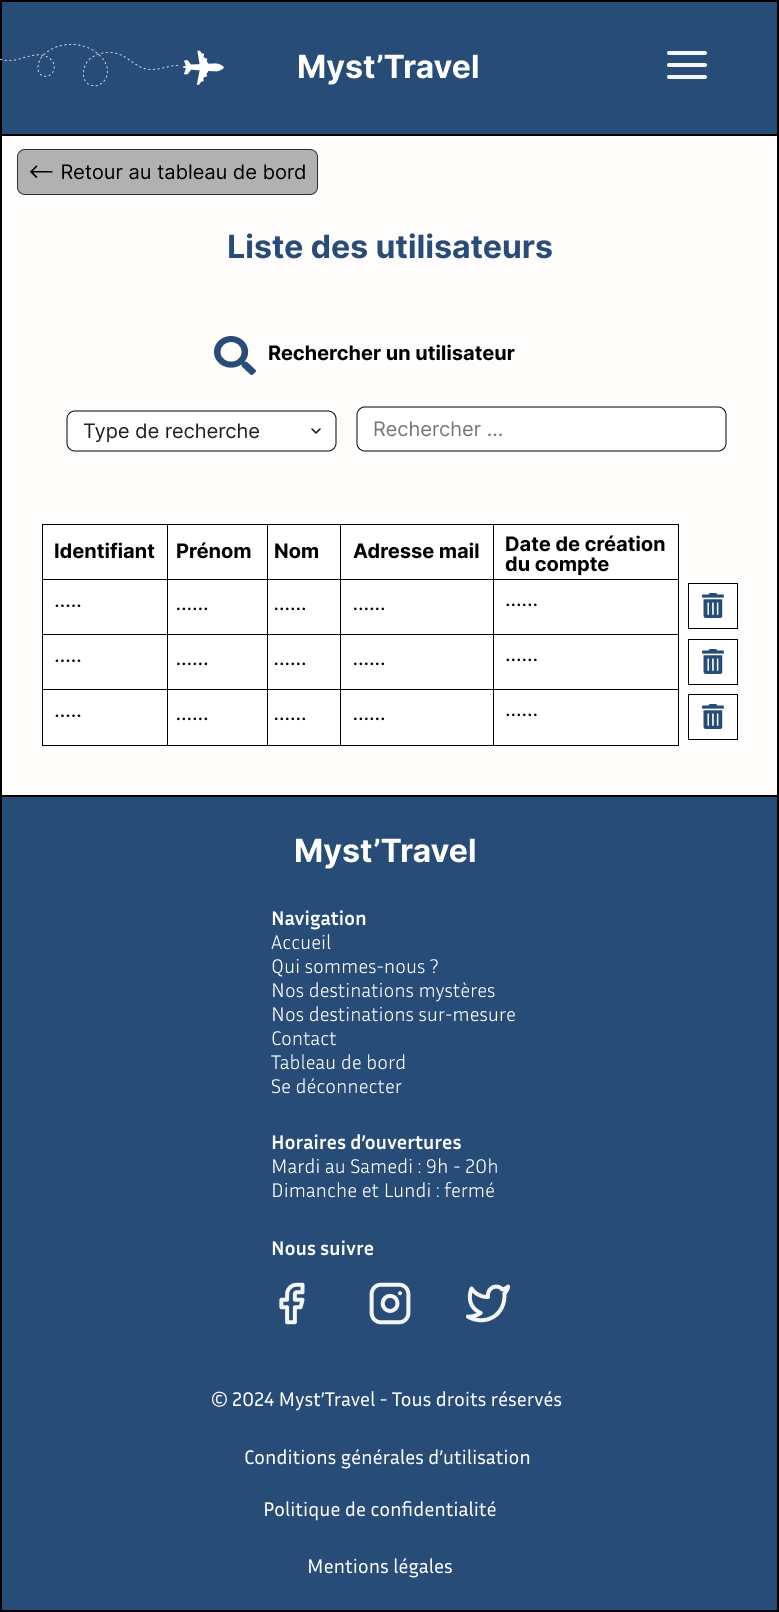 Myst’Travel
Retour au tableau de bord
Liste des utilisateurs
Rechercher un utilisateur
Type de recherche
Rechercher ...
Identifiant Prénom Nom Adresse mail Date de création du compte
..... ...... ...... ...... ......
..... ...... ...... ...... ......
..... ...... ...... ...... ......
Myst’Travel
Navigation
Accueil
Qui sommes-nous ?
Nos destinations mystères
Nos destinations sur-mesure
Contact
Tableau de bord
Se déconnecter
Horaires d’ouvertures
Mardi au Samedi : 9h - 20h
Dimanche et Lundi : fermé
Nous suivre
© 2024 Myst’Travel - Tous droits réservés
Conditions générales d’utilisation
Politique de confidentialité
Mentions légales